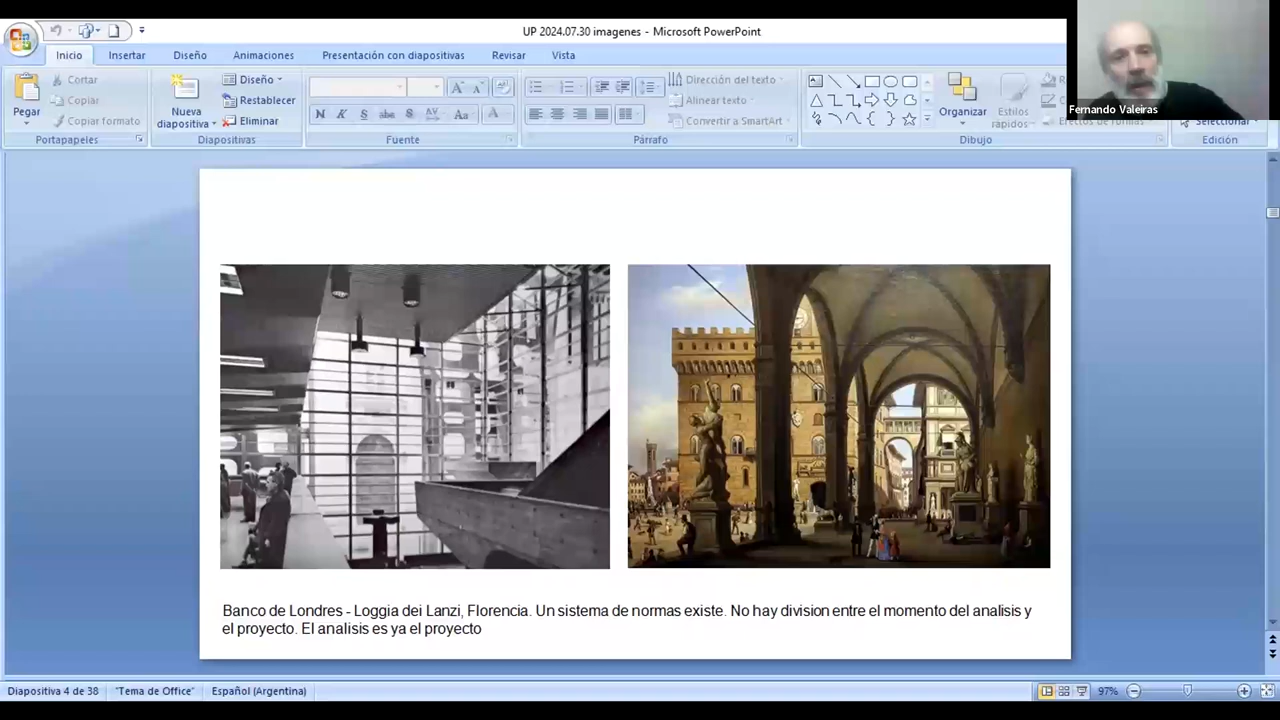 UP 2024.07.30 imagenes - Microsoft PowerPoint
Inicio Insertar Diseño Animaciones Presentación con diapositivas Revisar Vista
Pegar
Cortar
Copiar
Copiar formato
Portapapeles
Nueva
diapositiva
Diseño
Restablecer
Eliminar
Diapositivas
N K S abc S AV Aa A
Fuente
Dirección del texto
Alinear texto
Convertir a SmartArt
Párrafo
Organizar
Estilos
rápidos
Efectos de formas
Dibujo
Seleccionar
Edición
Fernando Valeiras
Banco de Londres - Loggia dei Lanzi, Florencia. Un sistema de normas existe. No hay division entre el momento del analisis y
el proyecto. El analisis es ya el proyecto
Diapositiva 4 de 38 "Tema de Office" Español (Argentina) 97%